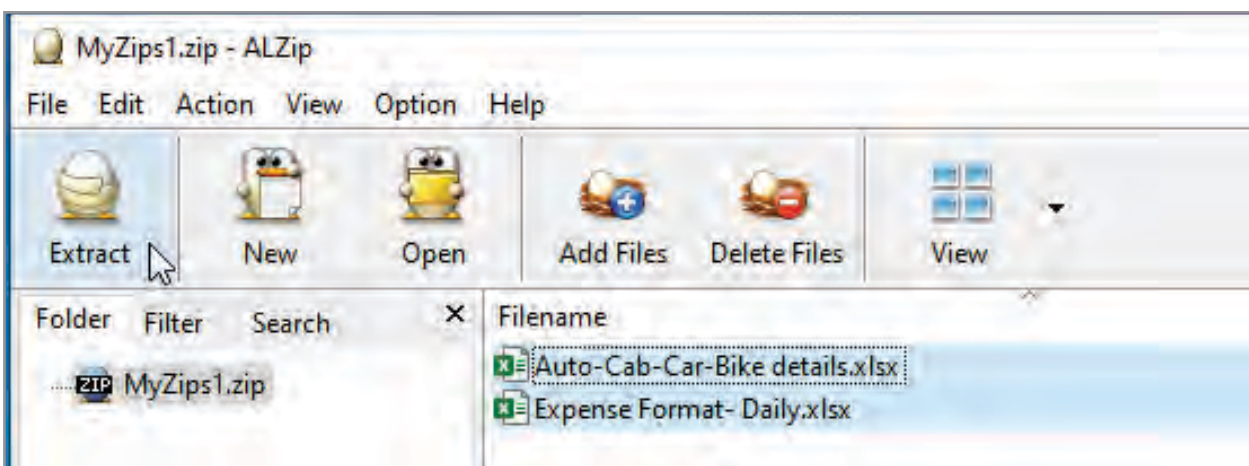 MyZips1.zip - ALZip
File Edit Action View Option Help
Extract New Open Add Files Delete Files View
Folder Filter Search × Filename
ZIP MyZips1.zip
Auto-Cab-Car-Bike details.xlsx
Expense Format- Daily.xlsx